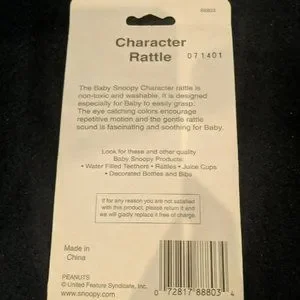 88803
Character
Rattle 071401
The Baby Snoopy Character rattle is
non-toxic and washable. It is designed
especially for Baby to easily grasp.
The eye catching colors encourage
repetitive motion and the gentle rattle
sound is fascinating and soothing for Baby.
Look for these and other quality
Baby Snoopy Products:
• Water Filled Teethers • Rattles • Juice Cups
• Decorated Bottles and Bibs
If for any reason you are not satisfied
with this product, please return it and
we will gladly replace it free of charge.
Made in
China
PEANUTS
© United Feature Syndicate, Inc.
www.snoopy.com
0 72817 88803 4